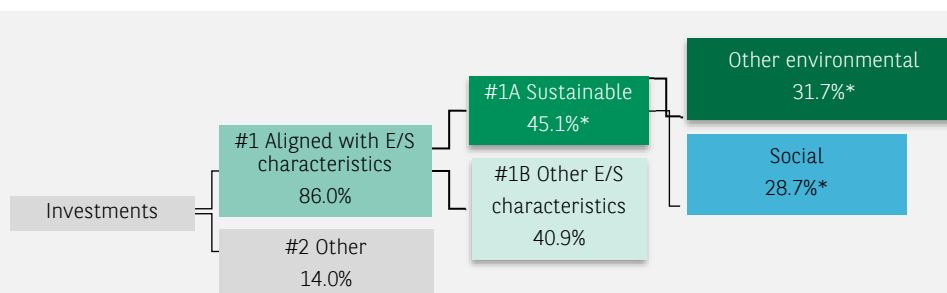 Investments
#1 Aligned with E/S
characteristics
86.0%
#2 Other
14.0%
#1A Sustainable
45.1%*
#1B Other E/S
characteristics
40.9%
Other environmental
31.7%*
Social
28.7%*